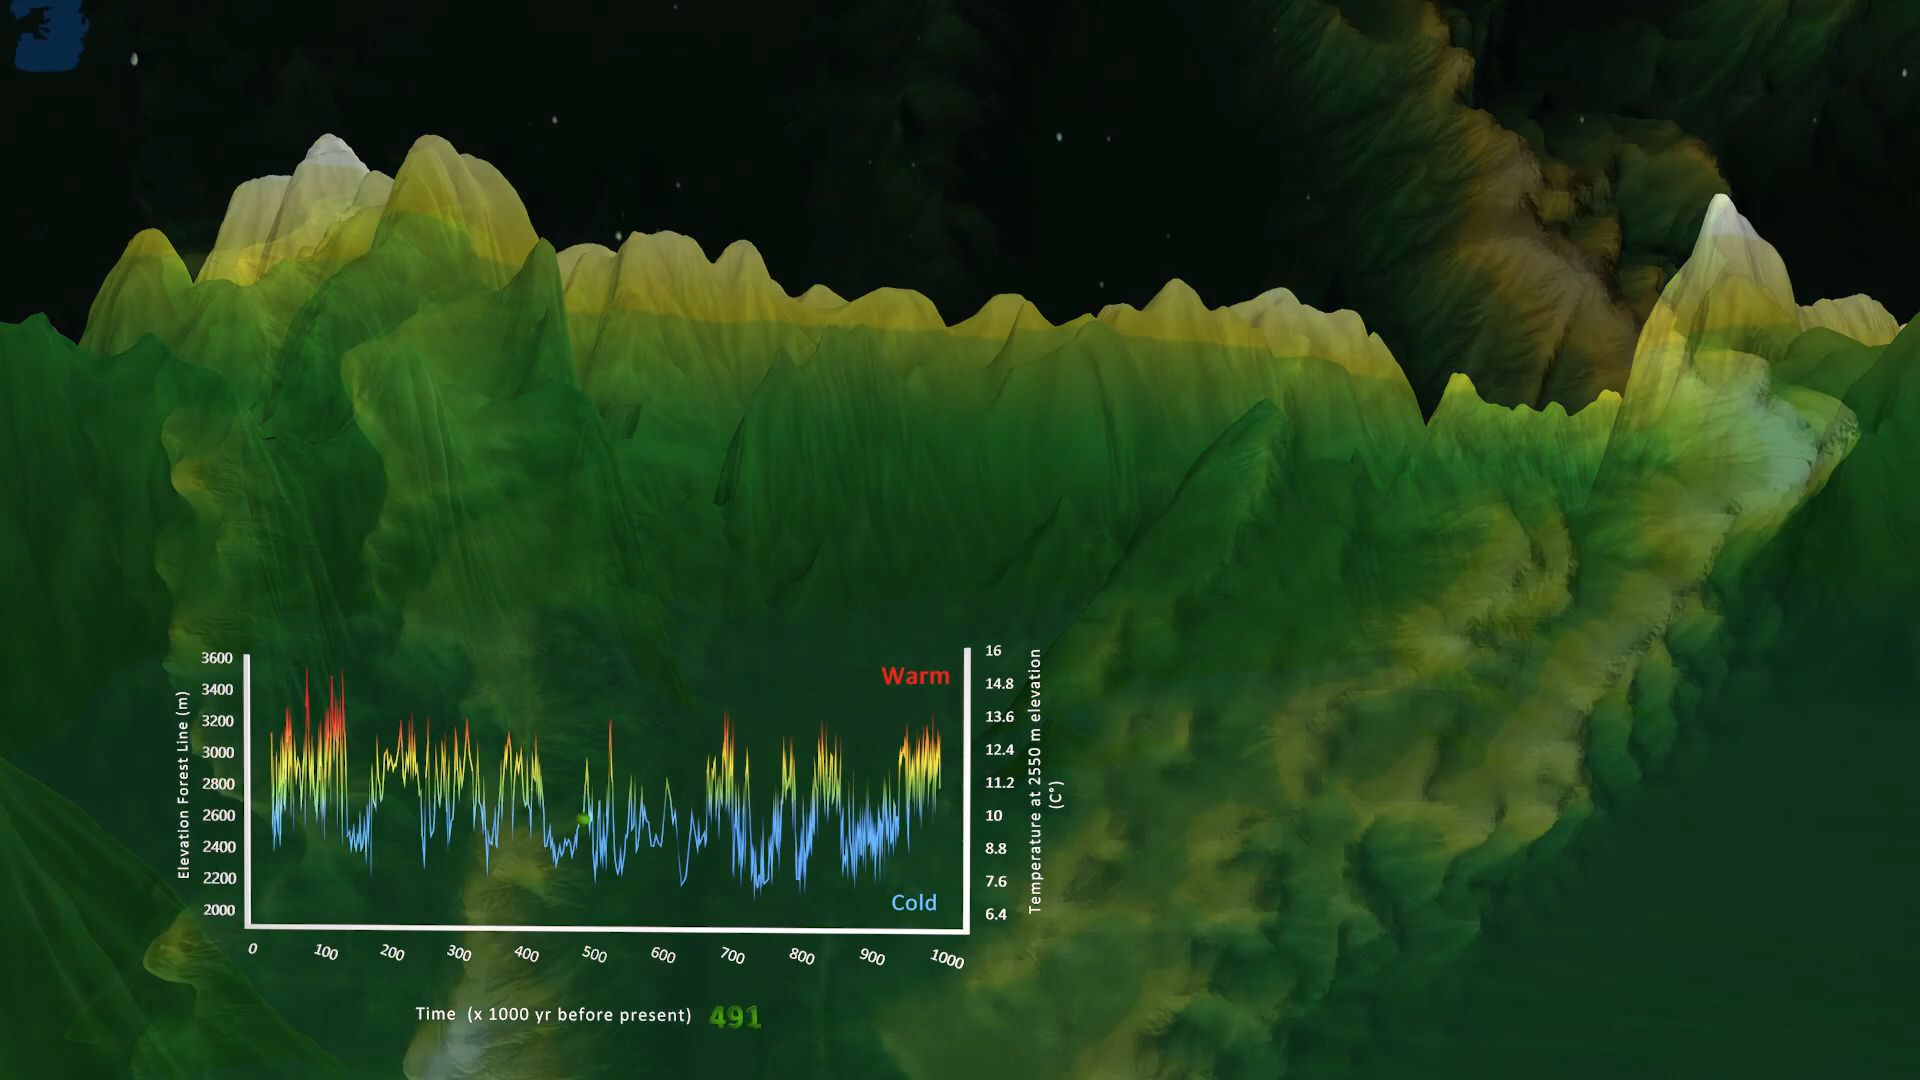 3600
3400
3200
3000
2800
2600
2400
2200
2000
Elevation Forest Line (m)
Warm
Cold
16
14.8
13.6
12.4
11.2
10
8.8
7.6
6.4
Temperature at 2550 m elevation
(C°)
0 100 200 300 400 500 600 700 800 900 1000
Time (x 1000 yr before present) 491